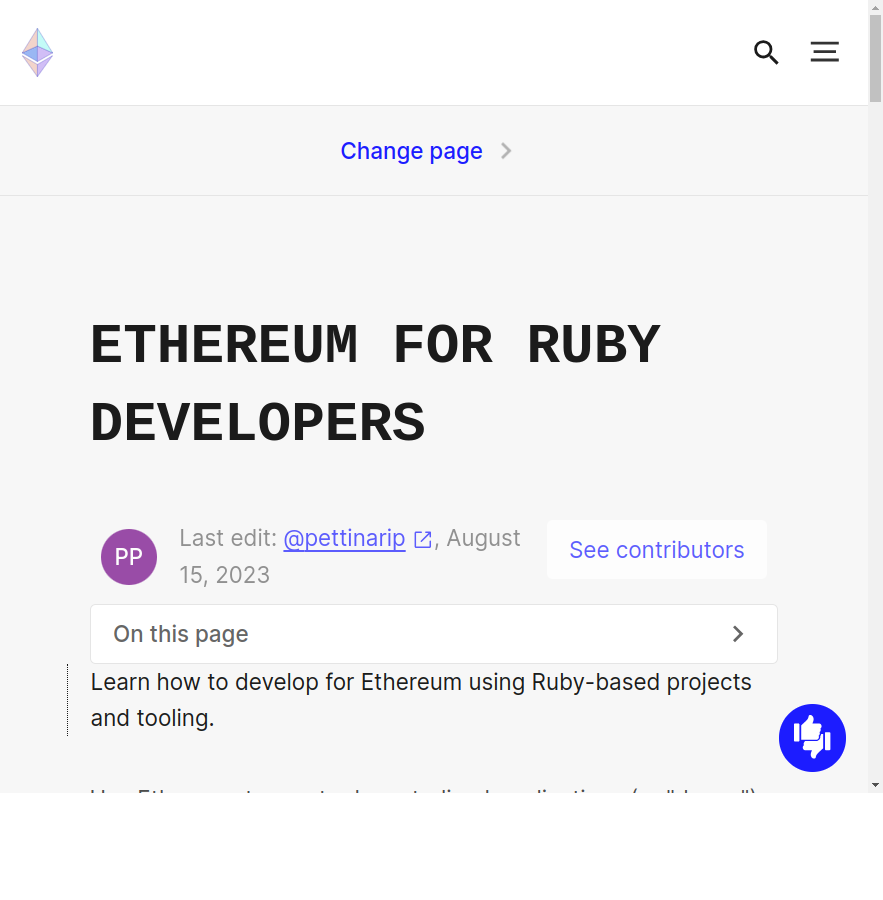 Change page
ETHEREUM FOR RUBY
DEVELOPERS
PP
Last edit: @pettinarip, August
15, 2023
See contributors
On this page
Learn how to develop for Ethereum using Ruby-based projects
and tooling.